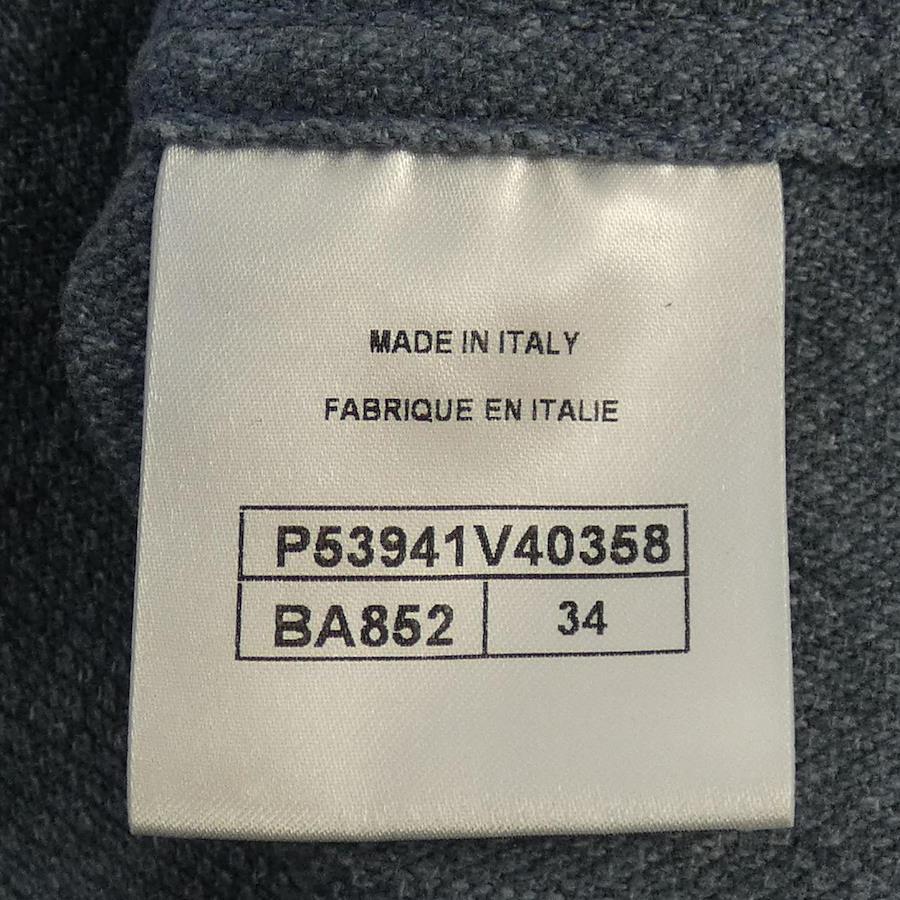 MADE IN ITALY
FABRIQUE EN ITALIE
P53941V40358
BA852 34